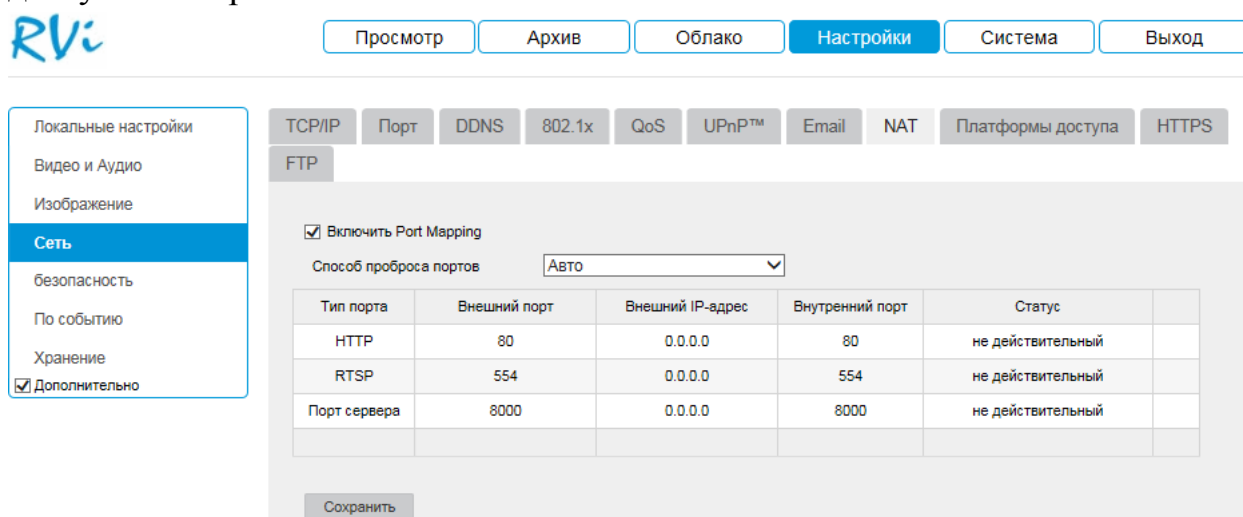 RVi
Просмотр Архив Облако Настройки Система Выход
Локальные настройки
Видео и Аудио
Изображение
Сеть
безопасность
По событию
Хранение
Дополнительно
TCP/IP Порт DDNS 802.1x QoS UPnP™ Email NAT Платформы доступа HTTPS
FTP
Включить Port Mapping
Способ проброса портов Авто
Тип порта Внешний порт Внешний IP-адрес Внутренний порт Статус
HTTP 80 0.0.0.0 80 не действительный
RTSP 554 0.0.0.0 554 не действительный
Порт сервера 8000 0.0.0.0 8000 не действительный
Сохранить